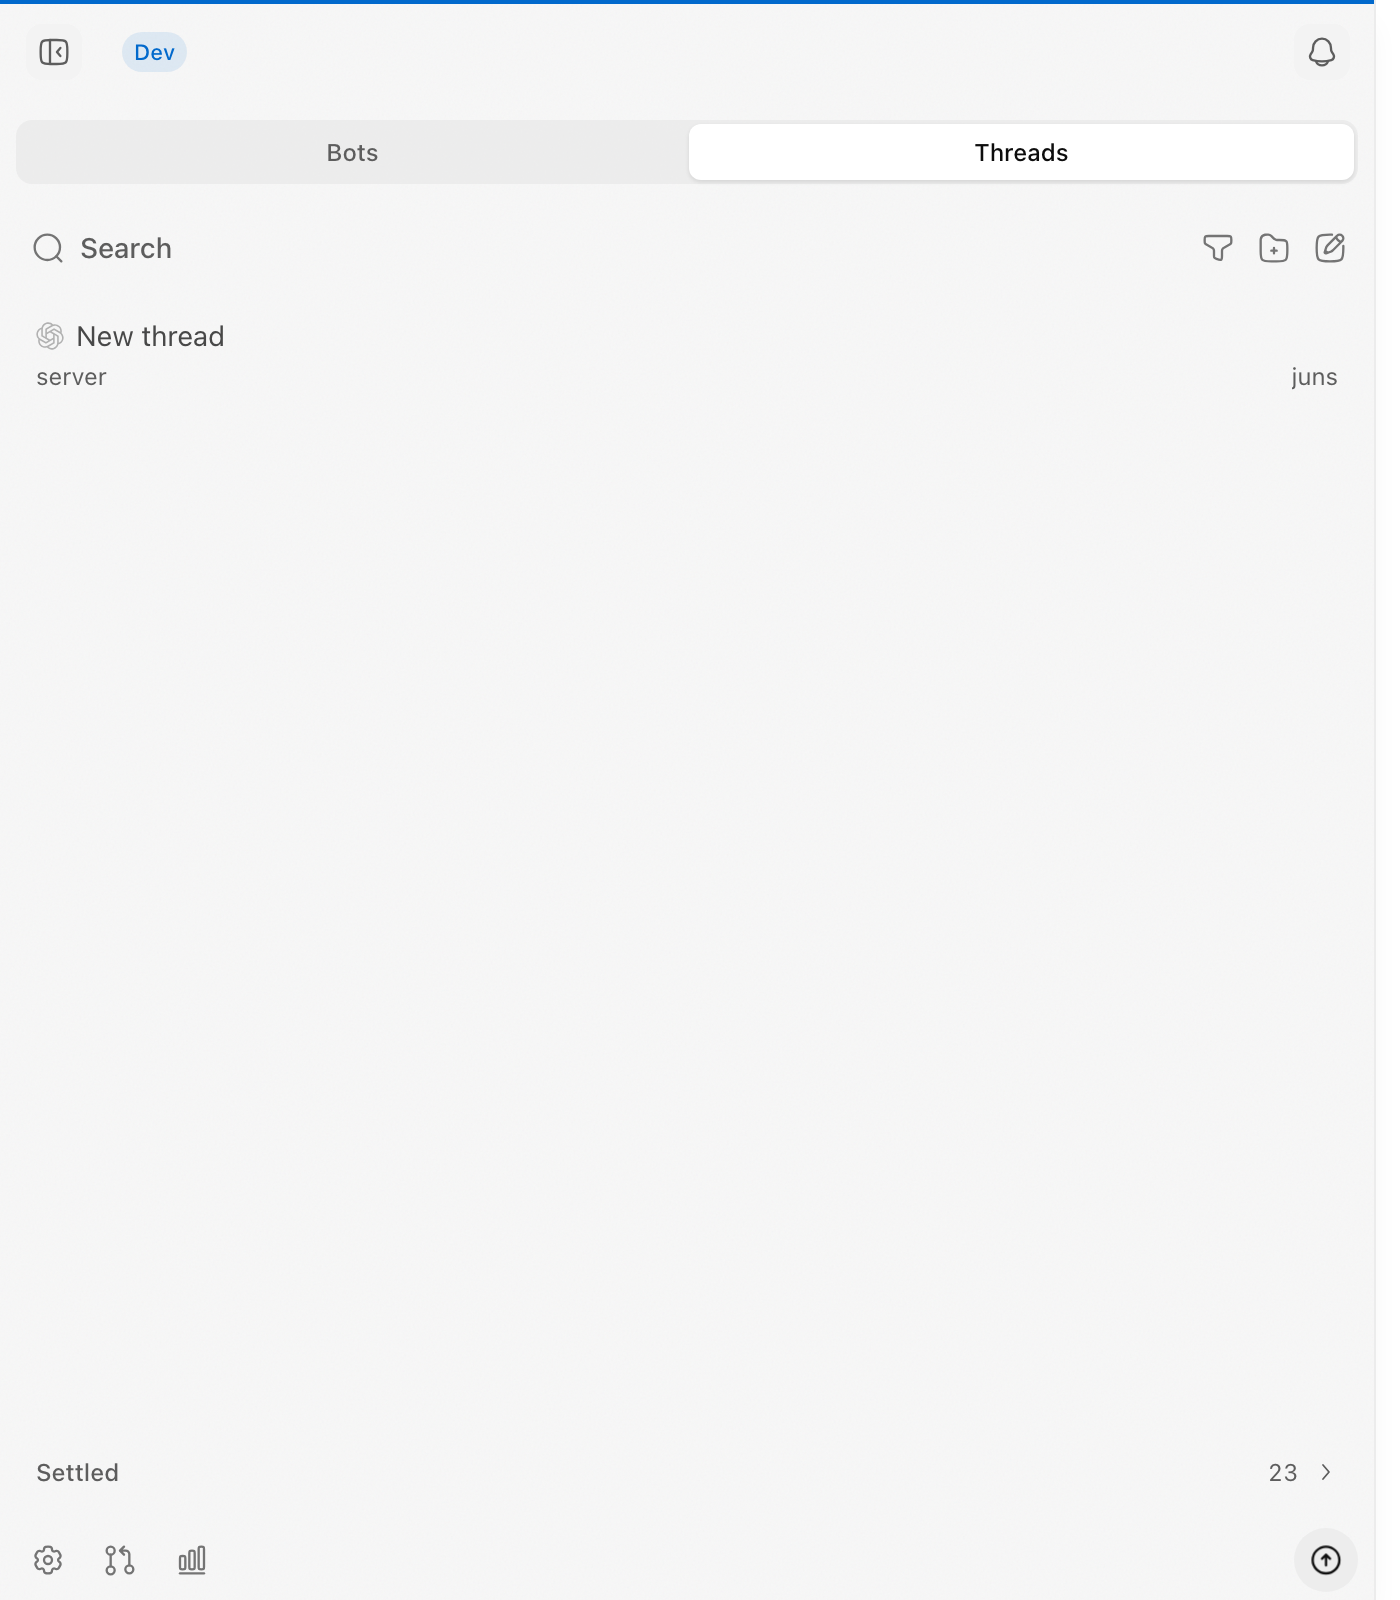 Dev
Bots
Threads
Search
New thread
server
juns
Settled
23